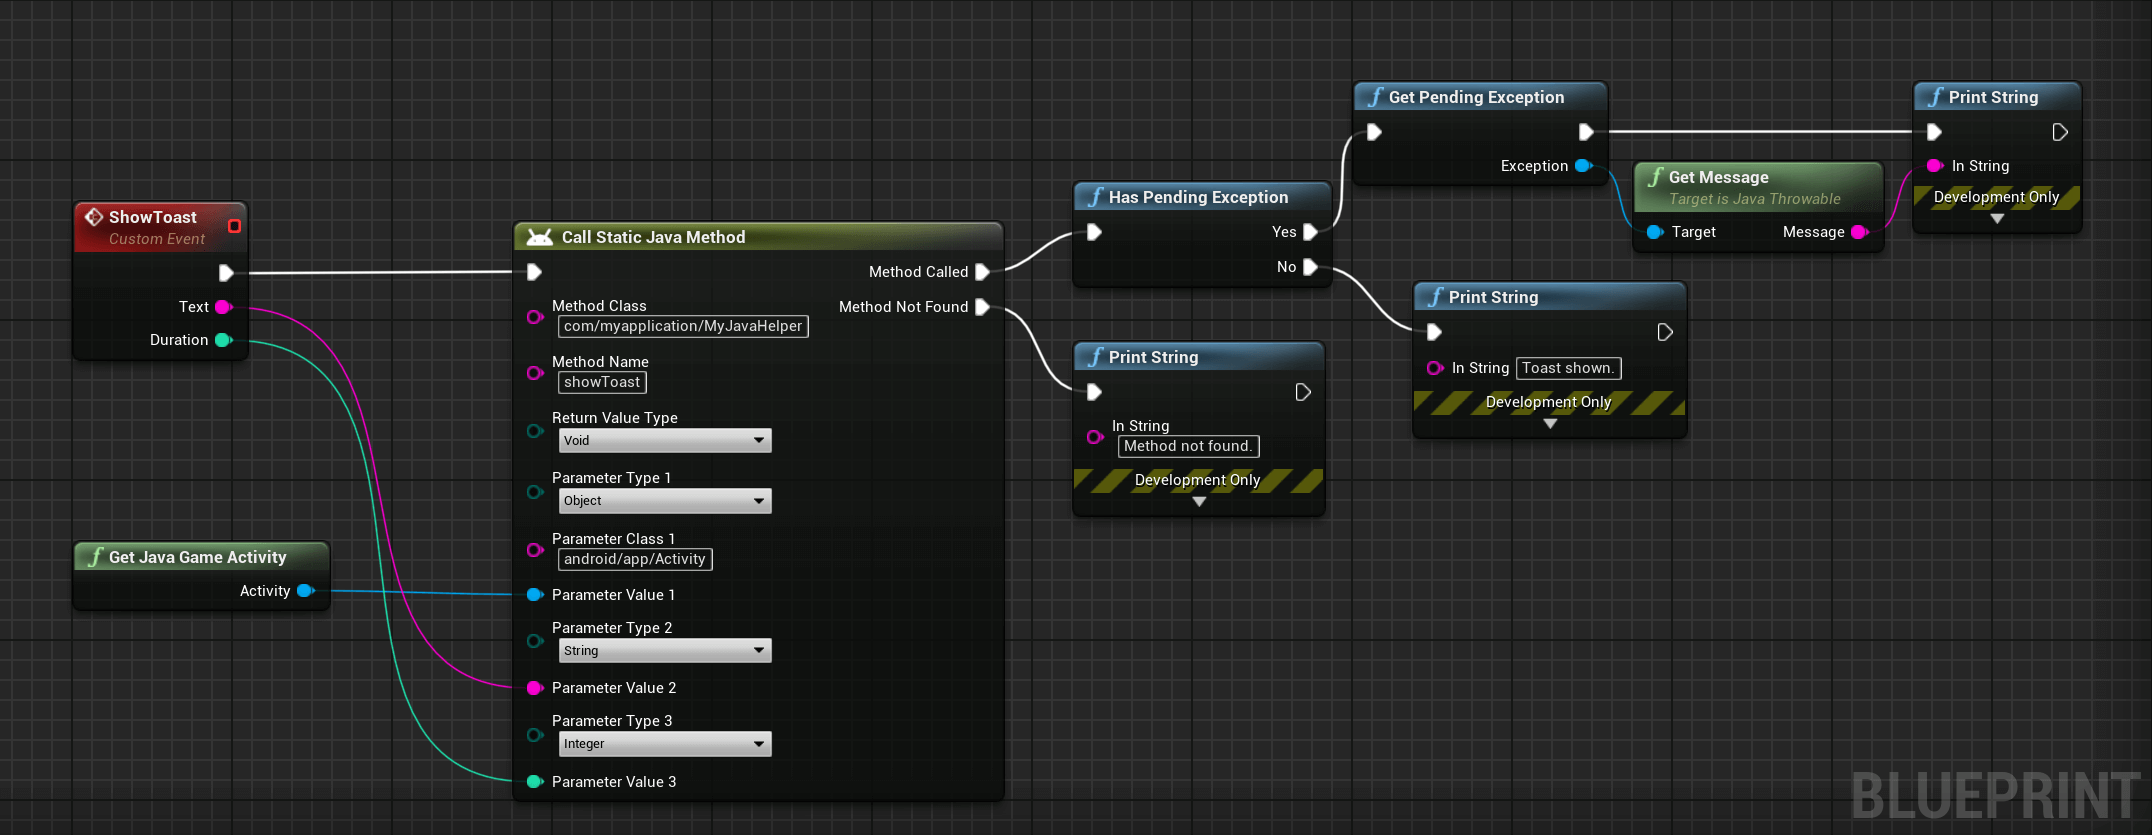 ShowToast
Custom Event
Text
Duration
Get Java Game Activity
Activity
Call Static Java Method
Method Called
Method Class
Method Not Found
com/myapplication/MyJavaHelper
Method Name
showToast
Return Value Type
Void
Parameter Type 1
Object
Parameter Class 1
android/app/Activity
Parameter Value 1
Parameter Type 2
String
Parameter Value 2
Parameter Type 3
Integer
Parameter Value 3
Has Pending Exception
Yes
No
Print String
In String
Method not found.
Development Only
Get Pending Exception
Exception
Get Message
Target is Java Throwable
Target Message
Print String
In String
Development Only
Print String
In String Toast shown.
Development Only
BLUEPRINT